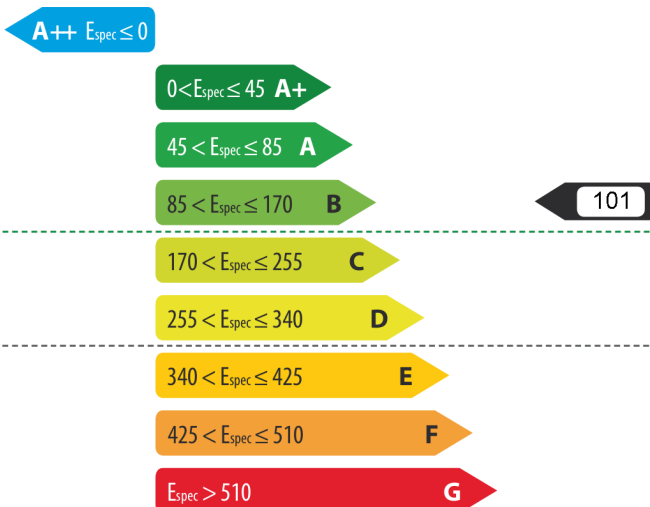 A++ Espec ≤ 0
0<Espec ≤ 45 A+
45 < Espec ≤ 85 A
85 < Espec ≤ 170 B
101
170 < Espec ≤ 255 C
255 < Espec ≤ 340 D
340 < Espec ≤ 425 E
425 < Espec ≤ 510 F
Espec > 510 G